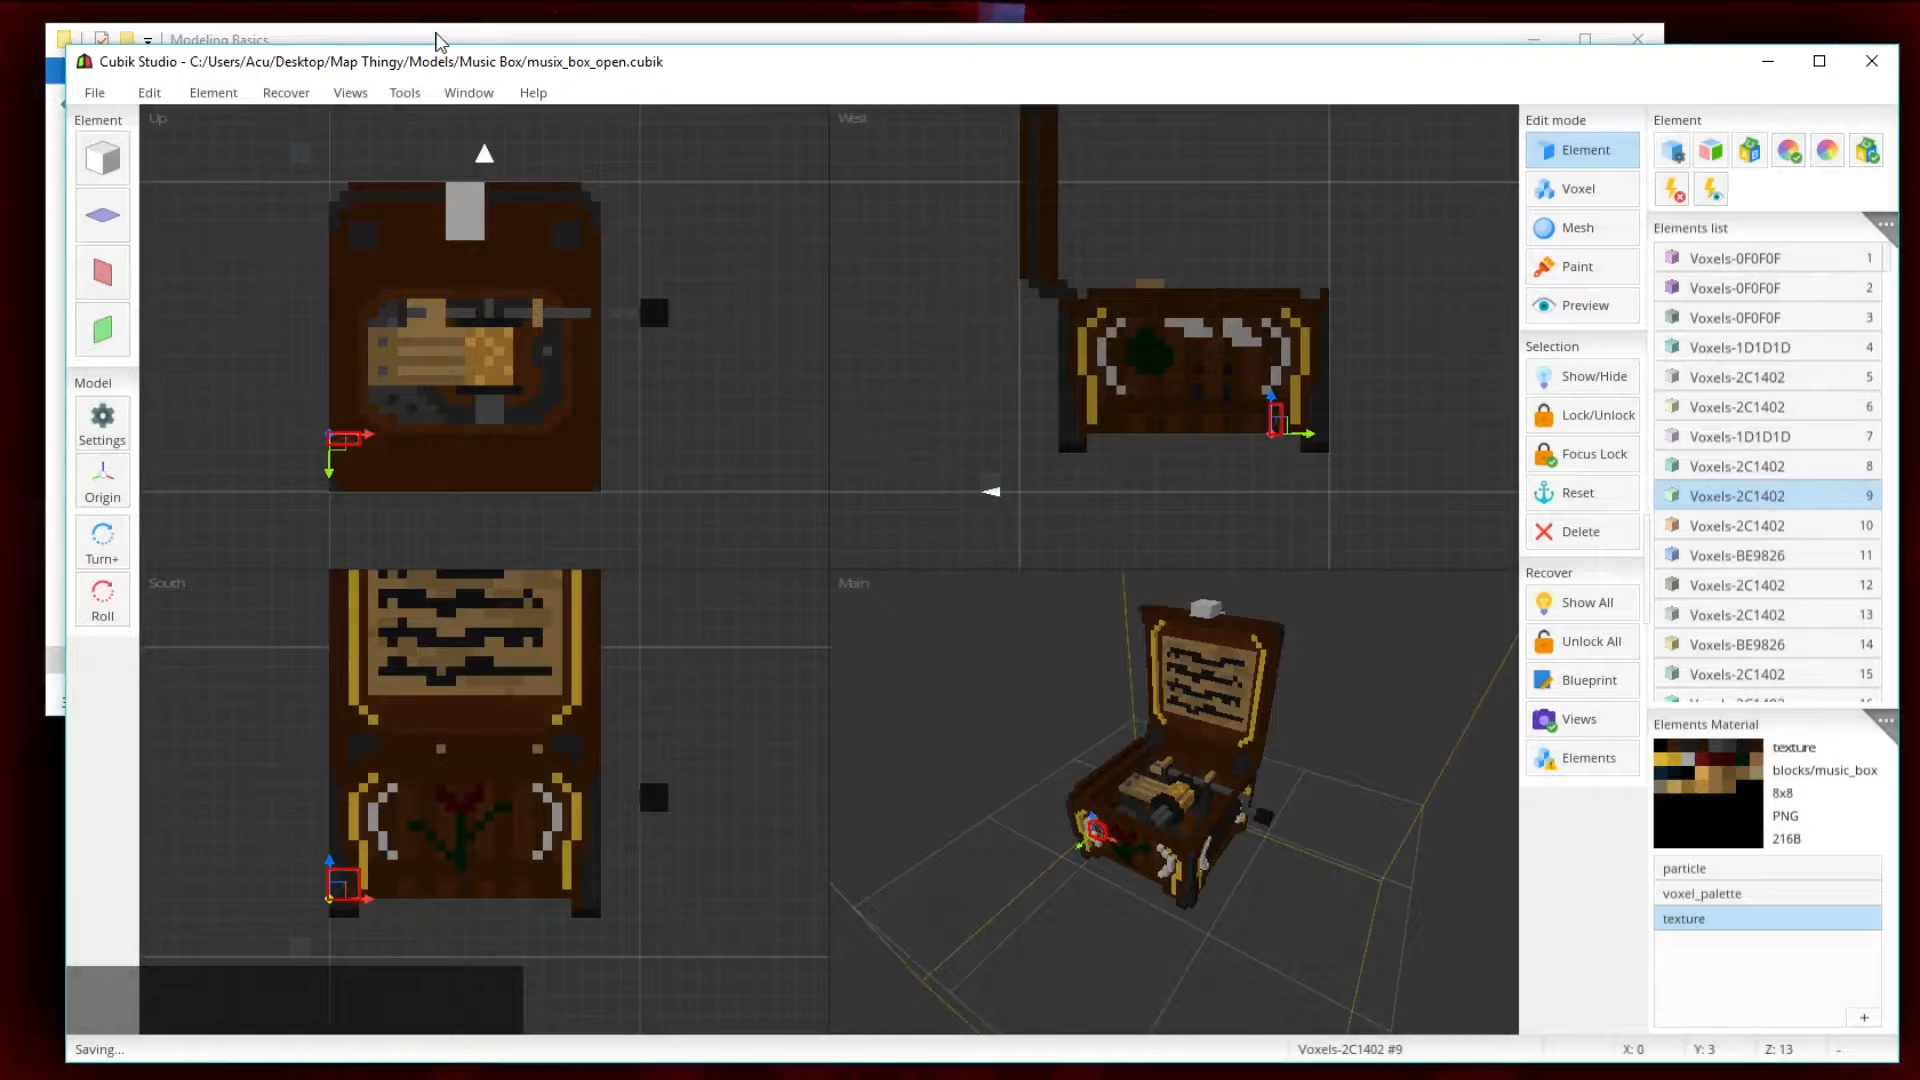 Modeling Basics
Cubik Studio - C:/Users/Acu/Desktop/Map Thingy/Models/Music Box/musix_box_open.cubik
File Edit Element Recover Views Tools Window Help
Element
Model
Settings
Origin
Turn+
Roll
Up
West
South
Main
Edit mode
Element
Voxel
Mesh
Paint
Preview
Selection
Show/Hide
Lock/Unlock
Focus Lock
Reset
Delete
Recover
Show All
Unlock All
Blueprint
Views
Elements
Element
Elements list
Voxels-0F0F0F 1
Voxels-0F0F0F 2
Voxels-0F0F0F 3
Voxels-1D1D1D 4
Voxels-2C1402 5
Voxels-2C1402 6
Voxels-1D1D1D 7
Voxels-2C1402 8
Voxels-2C1402 9
Voxels-2C1402 10
Voxels-BE9826 11
Voxels-2C1402 12
Voxels-2C1402 13
Voxels-BE9826 14
Voxels-2C1402 15
Elements Material
texture
blocks/music_box
8x8
PNG
216B
particle
voxel_palette
texture
+
Saving...
Voxels-2C1402 #9
X: 0
Y: 3
Z: 13
-